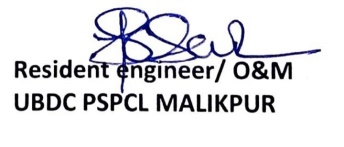 Resident engineer/ O&M
UBDC PSPCL MALIKPUR